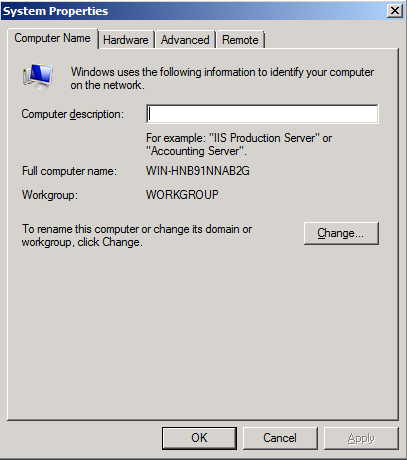 System Properties
Computer Name Hardware Advanced Remote
Windows uses the following information to identify your computer
on the network.
Computer description:
For example: "IIS Production Server" or
"Accounting Server".
Full computer name: WIN-HNB91NNAB2G
Workgroup: WORKGROUP
To rename this computer or change its domain or
workgroup, click Change.
Change...
OK Cancel Apply